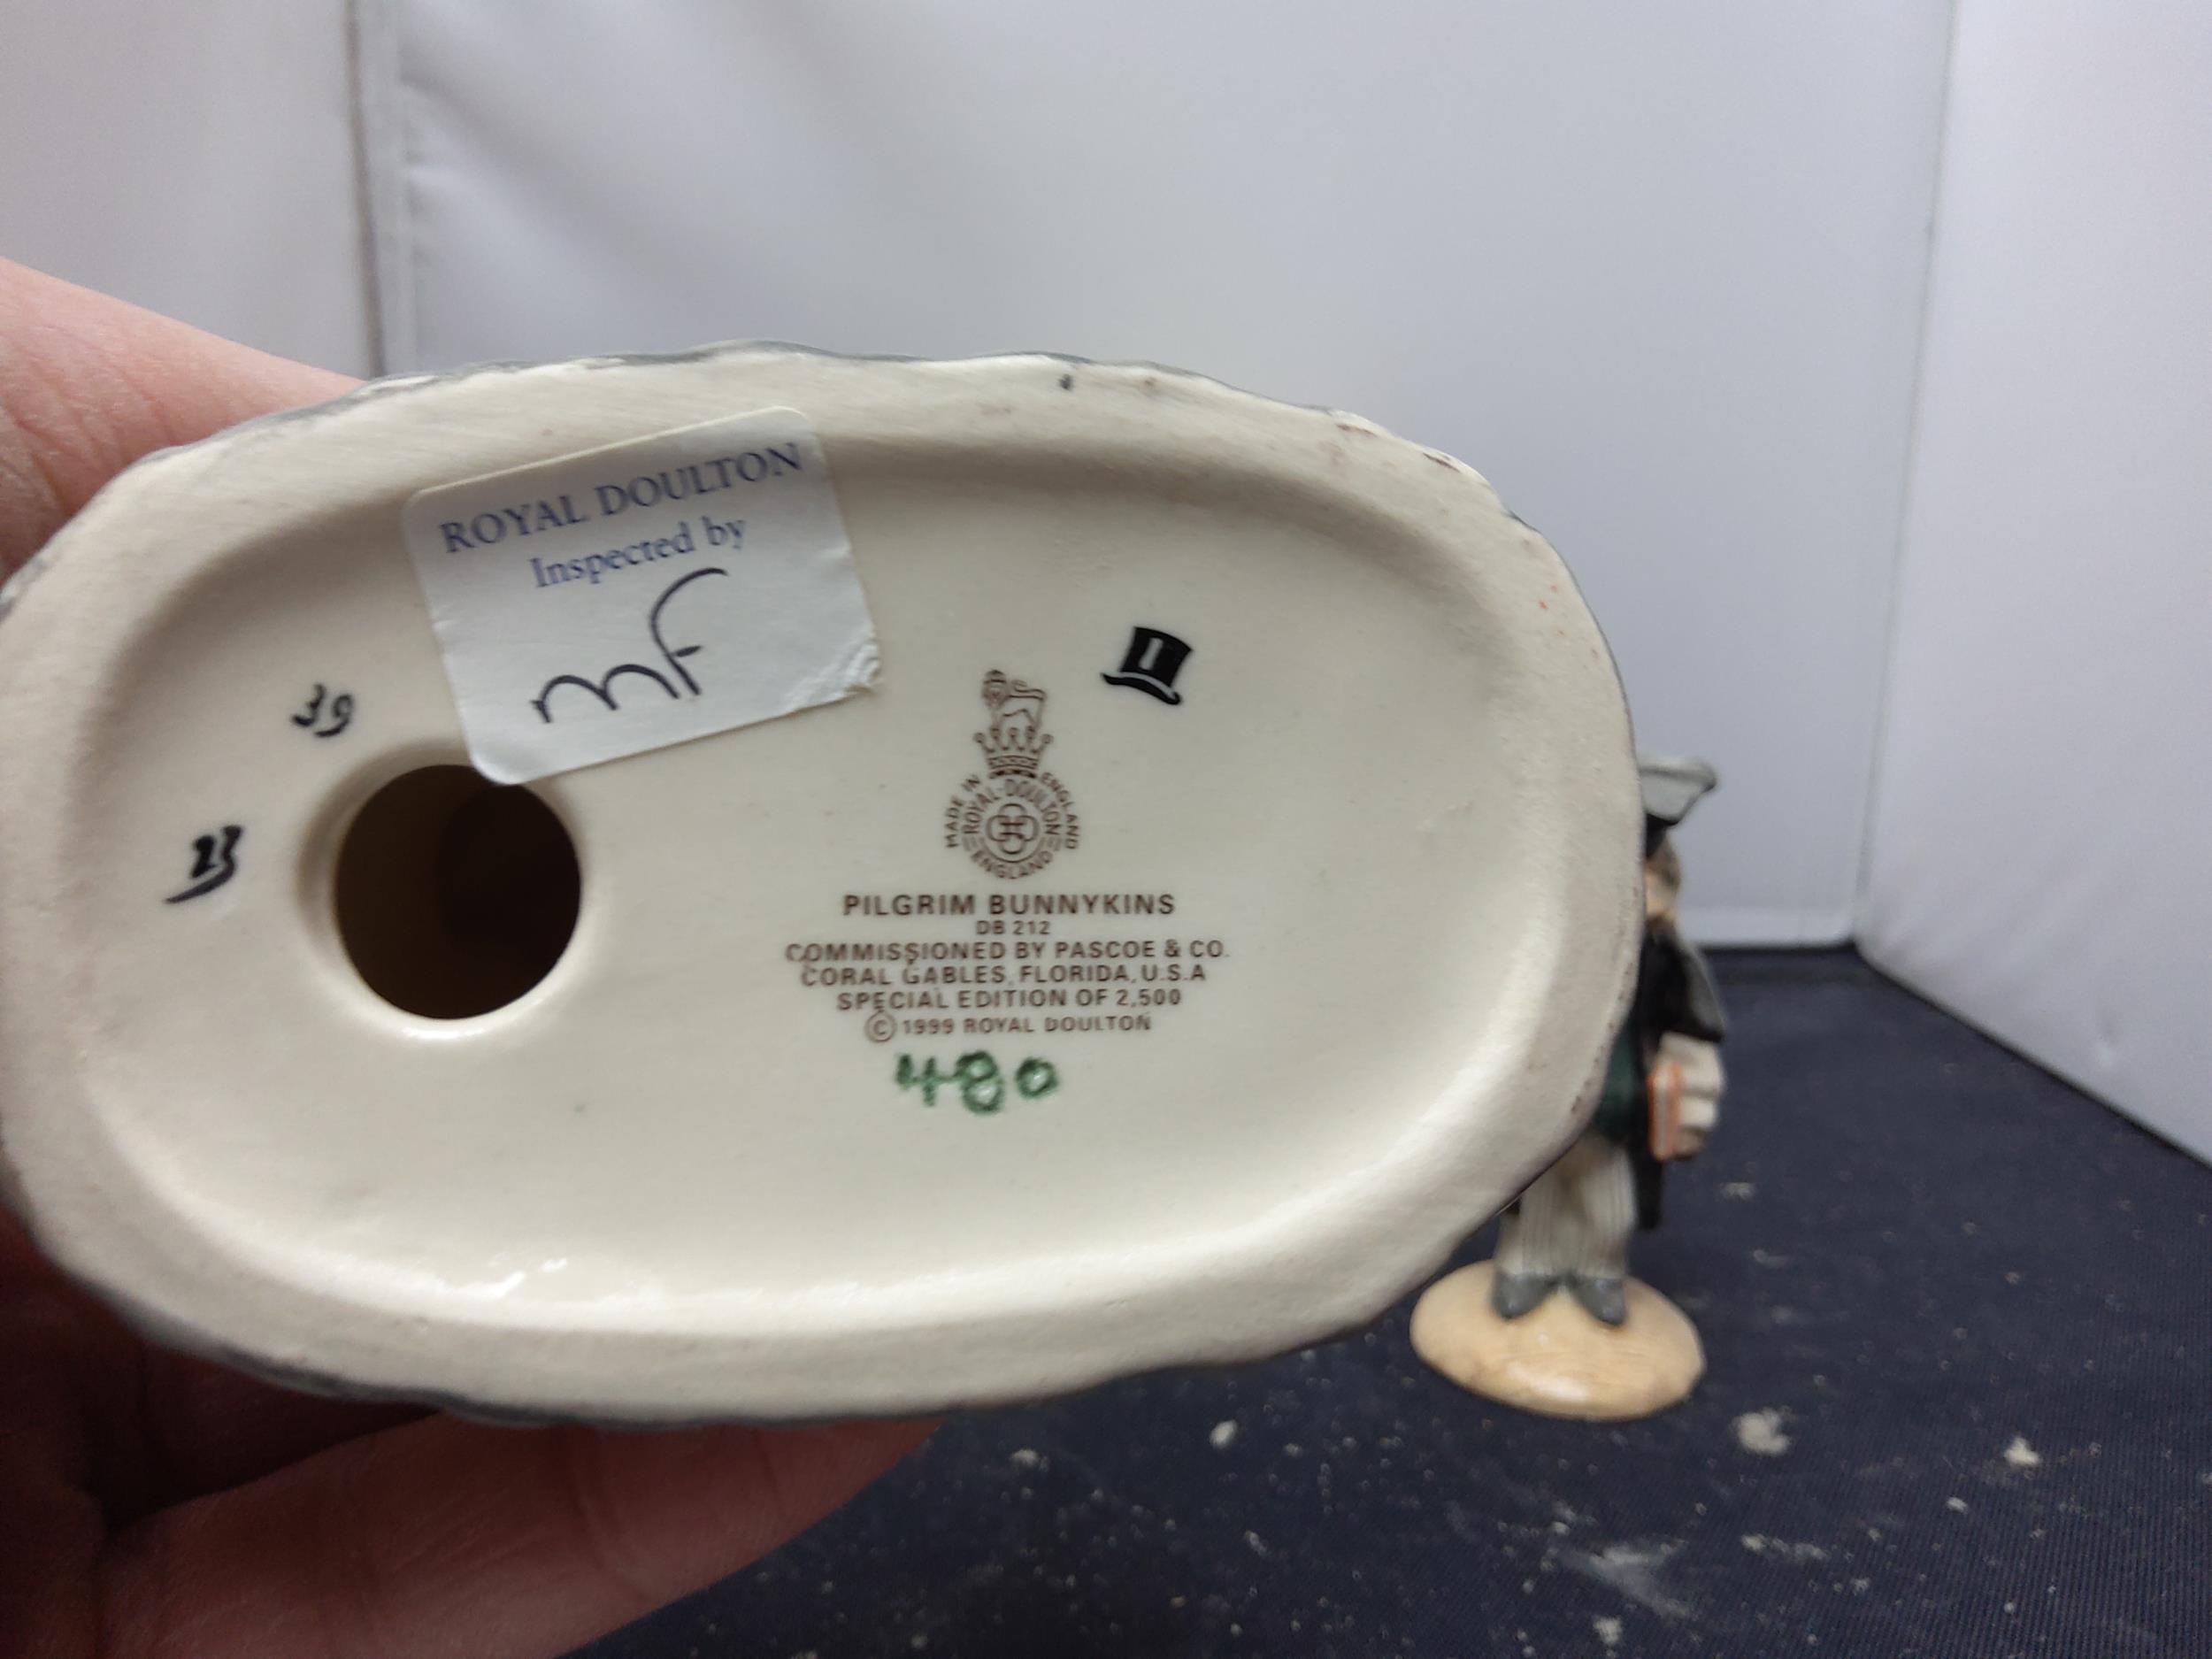 ROYAL DOULTON
Inspected by
mf
39
23
I
MADE IN ENGLAND
ROYAL·DOULTON
ENGLAND
PILGRIM BUNNYKINS
DB 212
COMMISSIONED BY PASCOE & CO.
CORAL GABLES, FLORIDA, U.S.A
SPECIAL EDITION OF 2,500
© 1999 ROYAL DOULTON
480